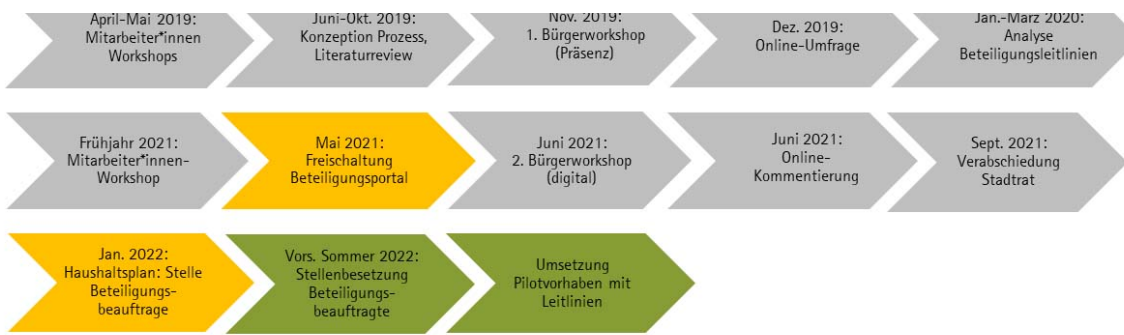 April-Mai 2019:
Mitarbeiter*innen
Workshops
Juni-Okt. 2019:
Konzeption Prozess,
Literaturreview
Nov. 2019:
1. Bürgerworkshop
(Präsenz)
Dez. 2019:
Online-Umfrage
Jan.-März 2020:
Analyse
Beteiligungsleitlinien
Frühjahr 2021:
Mitarbeiter*innen-
Workshop
Mai 2021:
Freischaltung
Beteiligungsportal
Juni 2021:
2. Bürgerworkshop
(digital)
Juni 2021:
Online-
Kommentierung
Sept. 2021:
Verabschiedung
Stadtrat
Jan. 2022:
Haushaltsplan: Stelle
Beteiligungs-
beauftrage
Vors. Sommer 2022:
Stellenbesetzung
Beteiligungs-
beauftragte
Umsetzung
Pilotvorhaben mit
Leitlinien